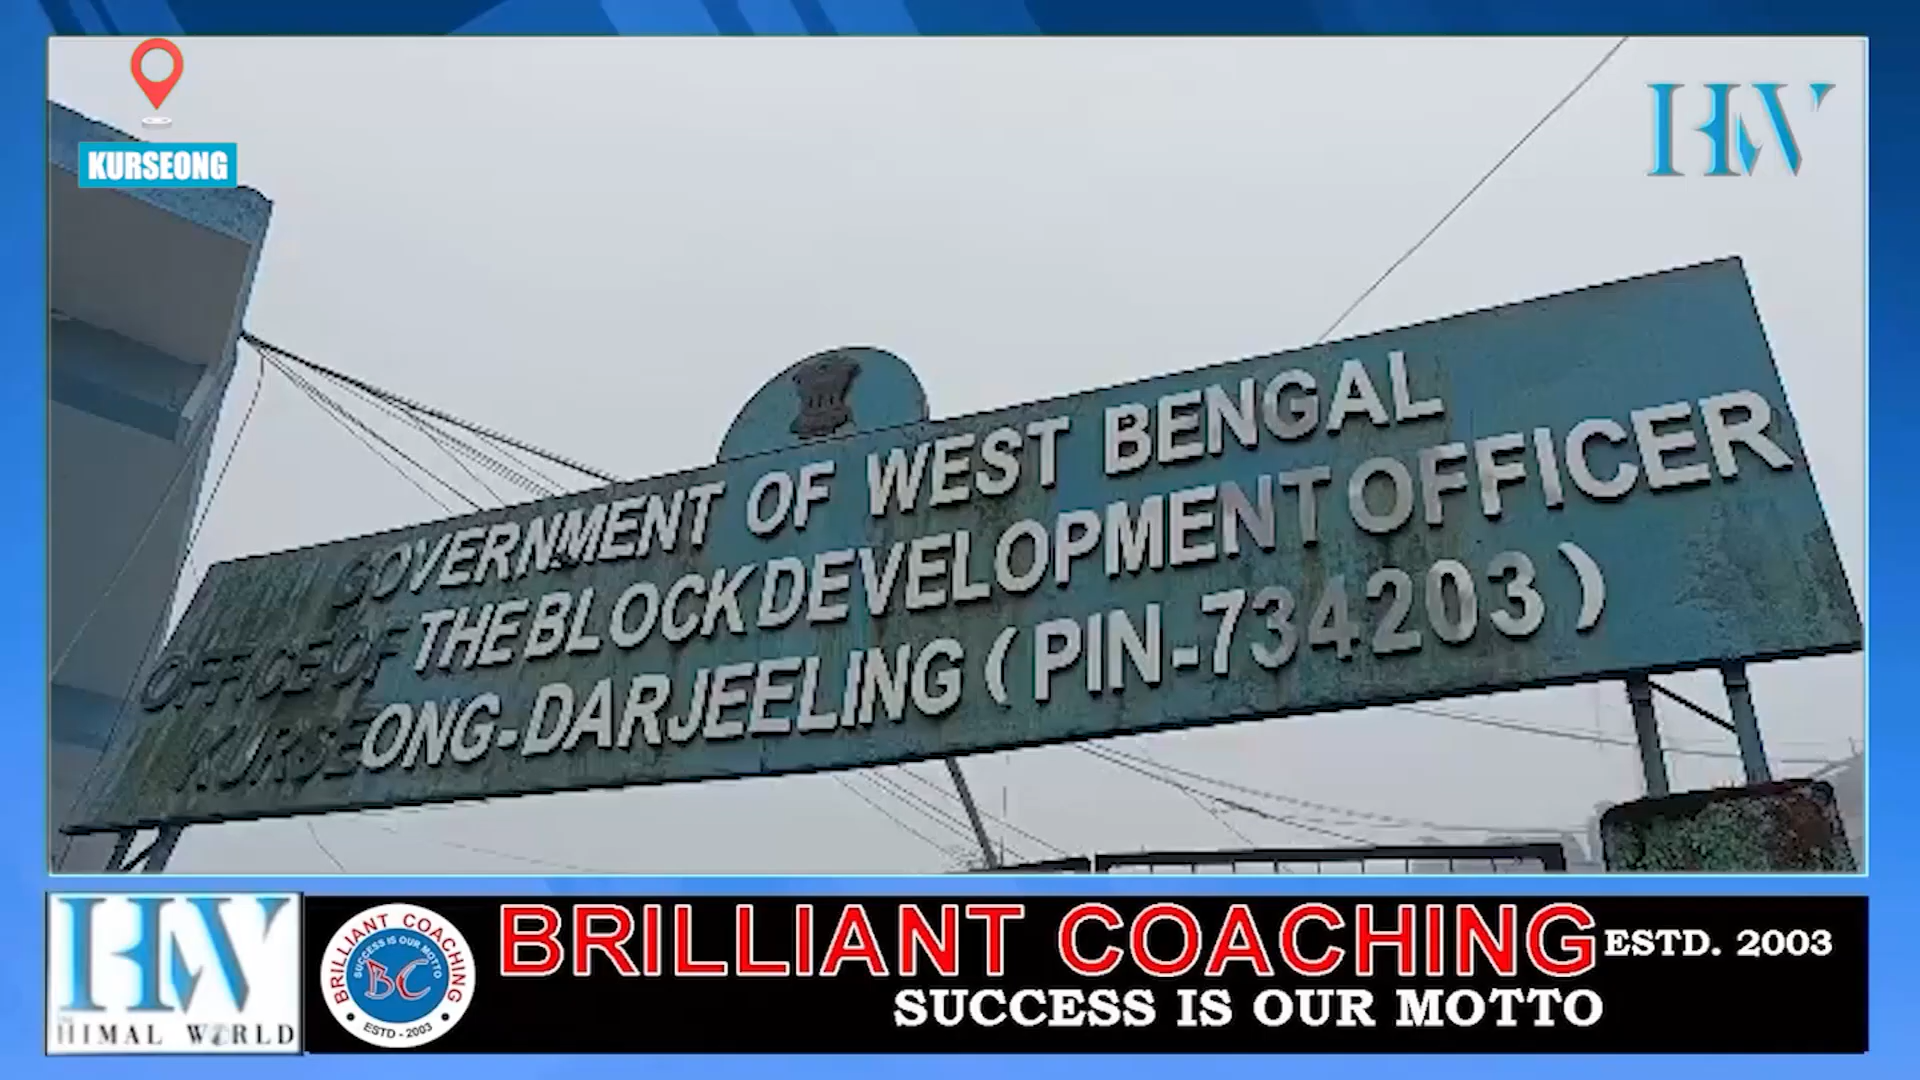 KURSEONG
HW
GOVERNMENT OF WEST BENGAL
OFFICE OF THE BLOCK DEVELOPMENT OFFICER
KURSEONG-DARJEELING (PIN-734203)
HW
HIMAL WORLD
BRILLIANT COACHING
SUCCESS IS OUR MOTTO
BC
ESTD - 2003
BRILLIANT COACHING ESTD. 2003
SUCCESS IS OUR MOTTO